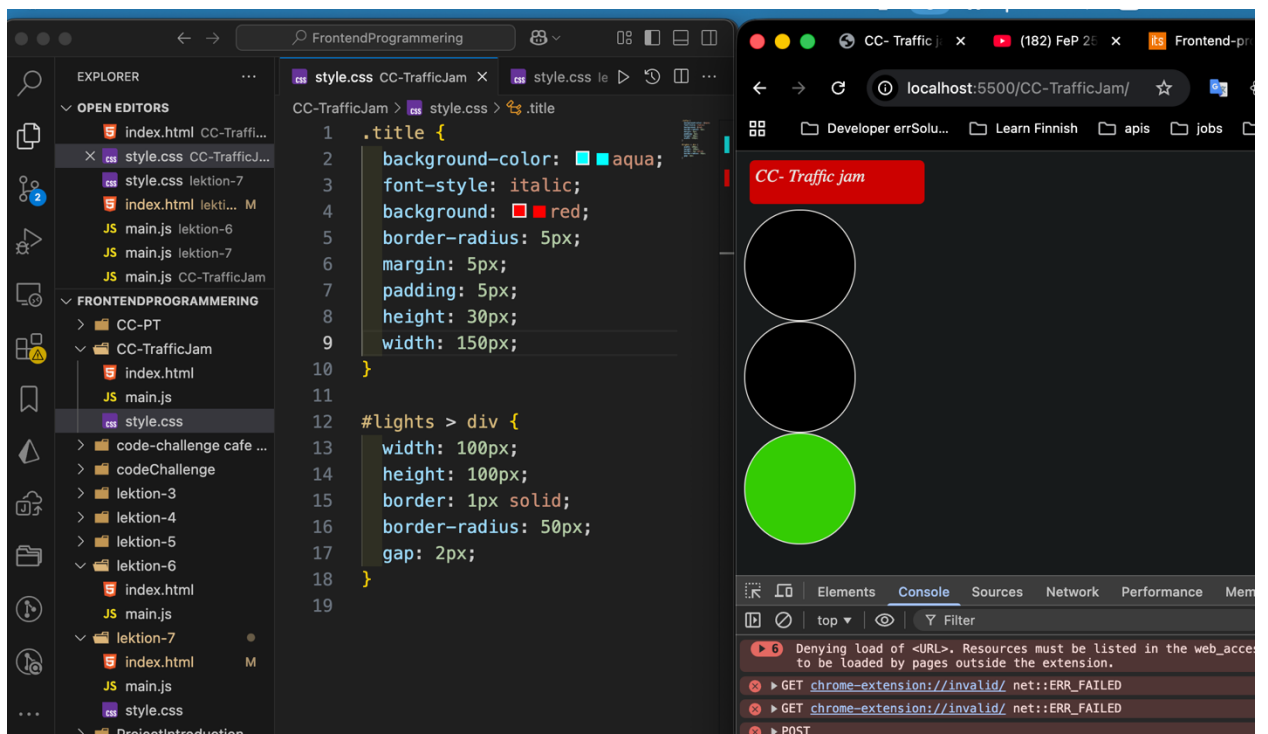 FrontendProgrammering
EXPLORER
OPEN EDITORS
index.html CC-Traffi...
style.css CC-TrafficJ...
style.css lektion-7
index.html lekti... M
main.js lektion-6
main.js lektion-7
main.js CC-TrafficJam
FRONTENDPROGRAMMERING
CC-PT
CC-TrafficJam
index.html
main.js
style.css
code-challenge cafe ...
codeChallenge
lektion-3
lektion-4
lektion-5
lektion-6
index.html
main.js
lektion-7
index.html M
main.js
style.css
ProjectIntroduction
2
style.css CC-TrafficJam
style.css le
CC-TrafficJam > style.css > .title
1 .title {
2 background-color: aqua;
3 font-style: italic;
4 background: red;
5 border-radius: 5px;
6 margin: 5px;
7 padding: 5px;
8 height: 30px;
9 width: 150px;
10 }
11
12 #lights > div {
13 width: 100px;
14 height: 100px;
15 border: 1px solid;
16 border-radius: 50px;
17 gap: 2px;
18 }
19
CC- Traffic j
(182) FeP 25
its Frontend-pr
localhost:5500/CC-TrafficJam/
Developer errSolu... Learn Finnish apis jobs
CC- Traffic jam
Elements Console Sources Network Performance Mem
top Filter
6 Denying load of <URL>. Resources must be listed in the web_acces
to be loaded by pages outside the extension.
GET chrome-extension://invalid/ net::ERR_FAILED
GET chrome-extension://invalid/ net::ERR_FAILED
POST